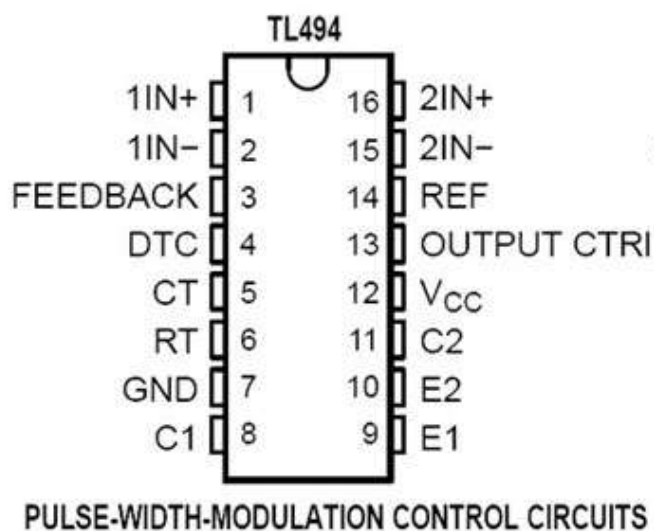 TL494
1IN+ 1 16 2IN+
1IN− 2 15 2IN−
FEEDBACK 3 14 REF
DTC 4 13 OUTPUT CTRI
CT 5 12 VCC
RT 6 11 C2
GND 7 10 E2
C1 8 9 E1
PULSE-WIDTH-MODULATION CONTROL CIRCUITS